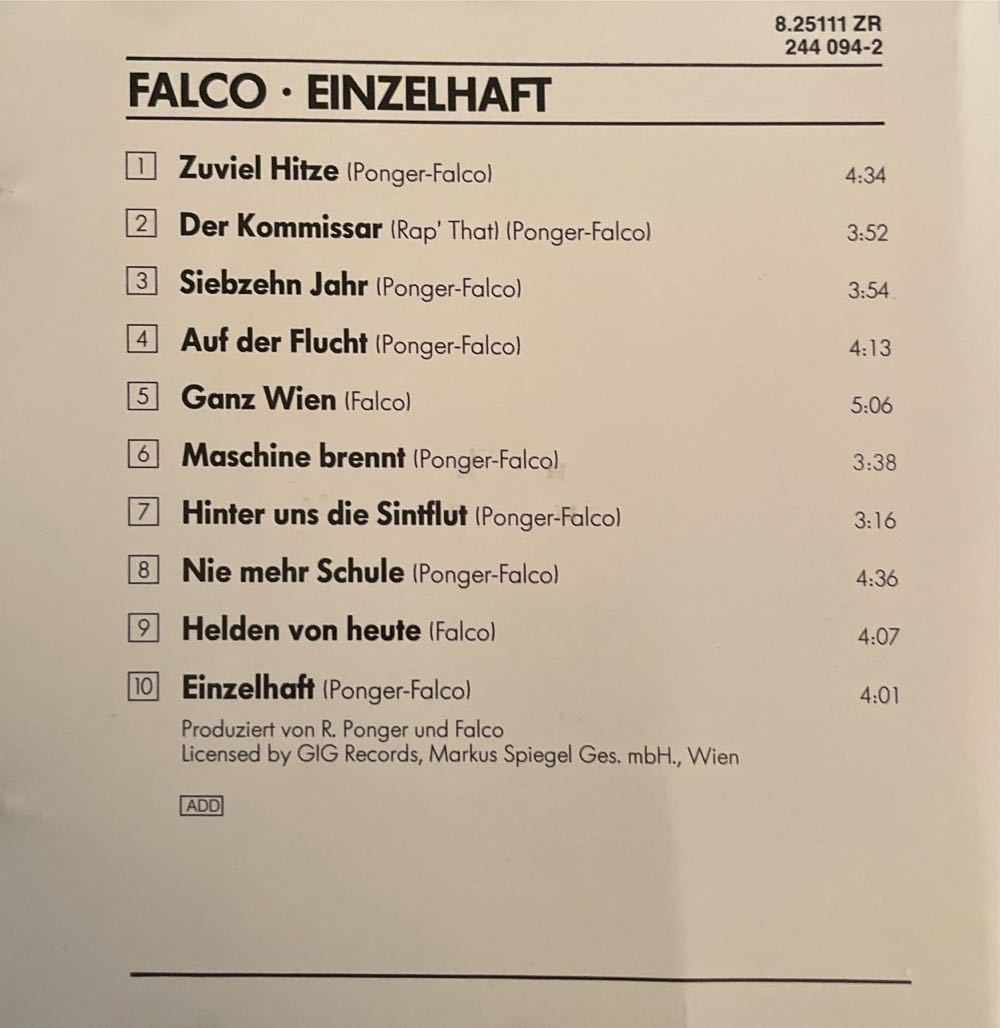 8.25111 ZR
244 094-2
FALCO · EINZELHAFT
1 Zuviel Hitze (Ponger-Falco) 4:34
2 Der Kommissar (Rap' That) (Ponger-Falco) 3:52
3 Siebzehn Jahr (Ponger-Falco) 3:54
4 Auf der Flucht (Ponger-Falco) 4:13
5 Ganz Wien (Falco) 5:06
6 Maschine brennt (Ponger-Falco) 3:38
7 Hinter uns die Sintflut (Ponger-Falco) 3:16
8 Nie mehr Schule (Ponger-Falco) 4:36
9 Helden von heute (Falco) 4:07
10 Einzelhaft (Ponger-Falco) 4:01
Produziert von R. Ponger und Falco
Licensed by GIG Records, Markus Spiegel Ges. mbH., Wien
ADD